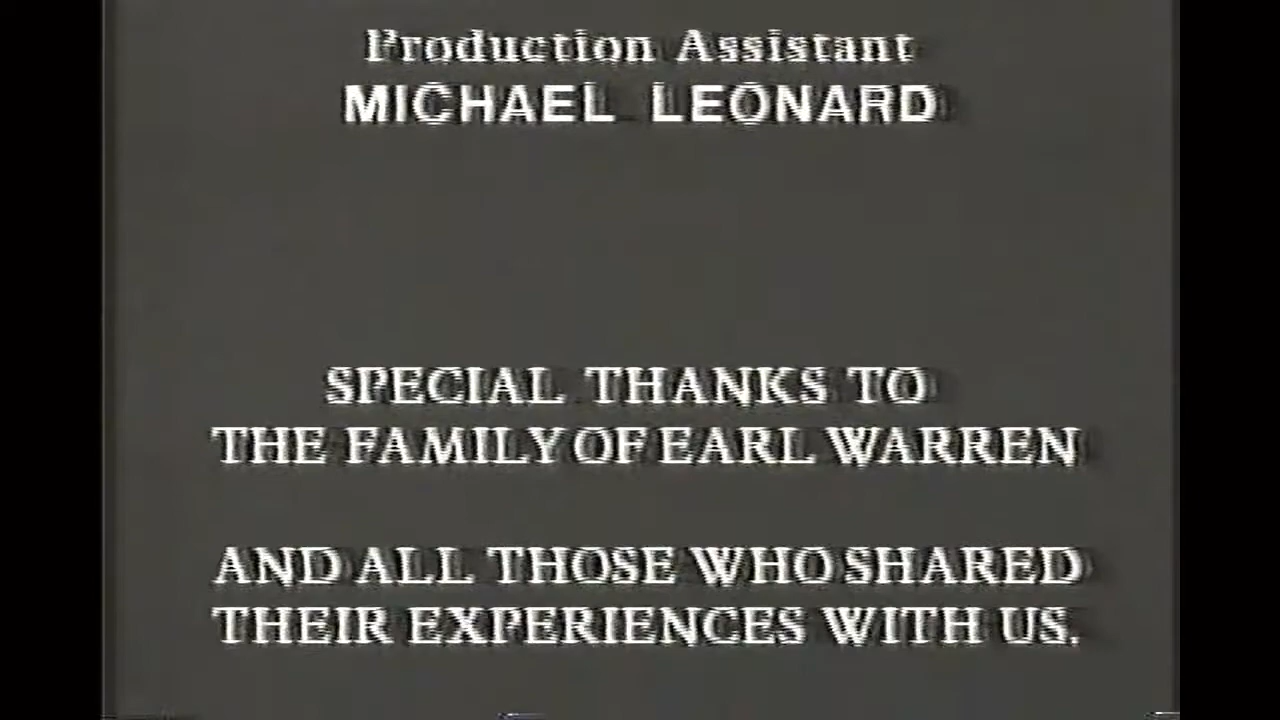 Production Assistant
MICHAEL LEONARD
SPECIAL THANKS TO
THE FAMILY OF EARL WARREN
AND ALL THOSE WHO SHARED
THEIR EXPERIENCES WITH US.